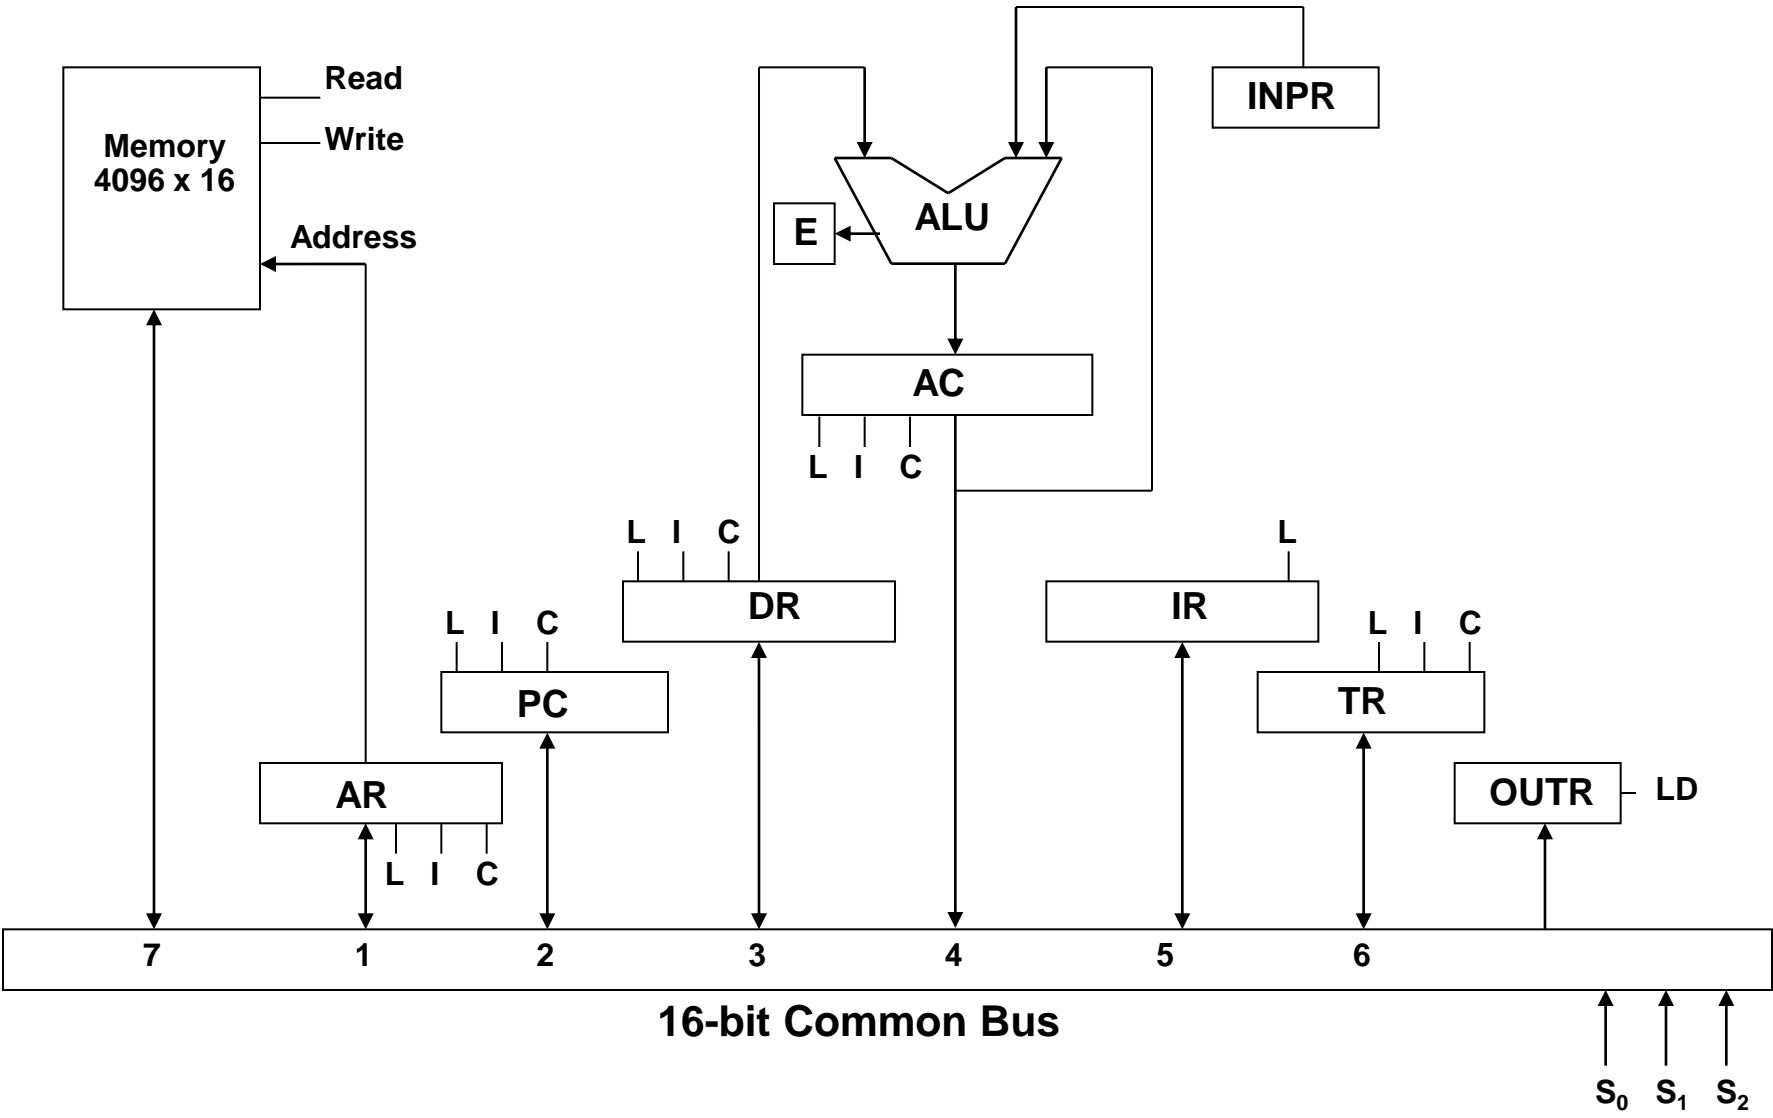 Read
INPR
Write
Memory
4096 x 16
ALU
E
Address
AC
L I C
L I C
L
DR
IR
L I C
L I C
PC
TR
AR
OUTR
LD
L I C
7 1 2 3 4 5 6
16-bit Common Bus
S₀ S₁ S₂